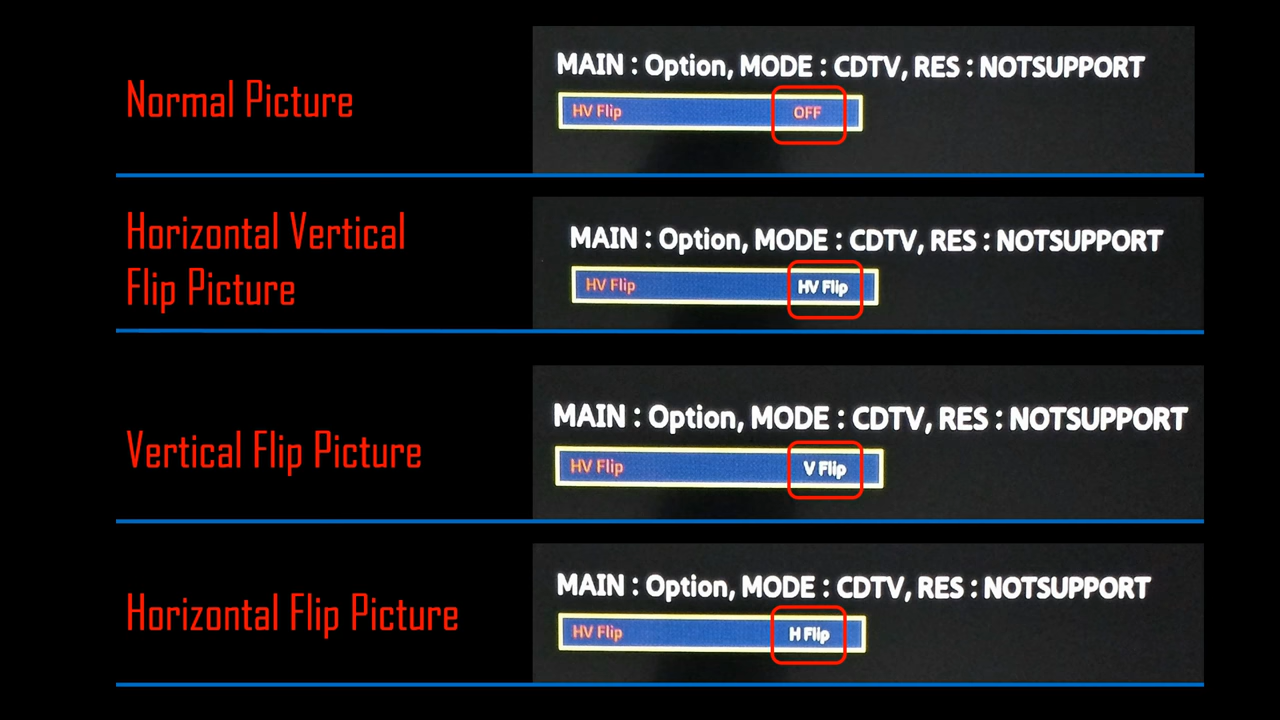 Normal Picture
MAIN : Option, MODE : CDTV, RES : NOTSUPPORT
HV Flip OFF
Horizontal Vertical
Flip Picture
MAIN : Option, MODE : CDTV, RES : NOTSUPPORT
HV Flip HV Flip
Vertical Flip Picture
MAIN : Option, MODE : CDTV, RES : NOTSUPPORT
HV Flip V Flip
Horizontal Flip Picture
MAIN : Option, MODE : CDTV, RES : NOTSUPPORT
HV Flip H Flip